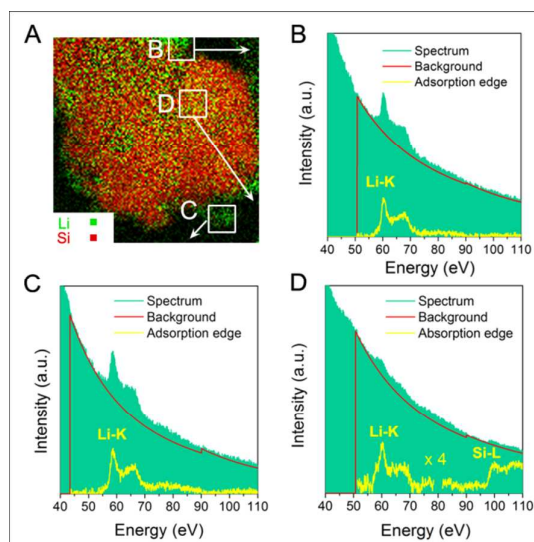 A
B
D
C
Li
Si
B
Spectrum
Background
Adsorption edge
Li-K
Intensity (a.u.)
40 50 60 70 80 90 100 110
Energy (eV)
C
Spectrum
Background
Adsorption edge
Li-K
Intensity (a.u.)
40 50 60 70 80 90 100 110
Energy (eV)
D
Spectrum
Background
Absorption edge
Li-K
x 4
Si-L
Intensity (a.u.)
40 50 60 70 80 90 100 110
Energy (eV)